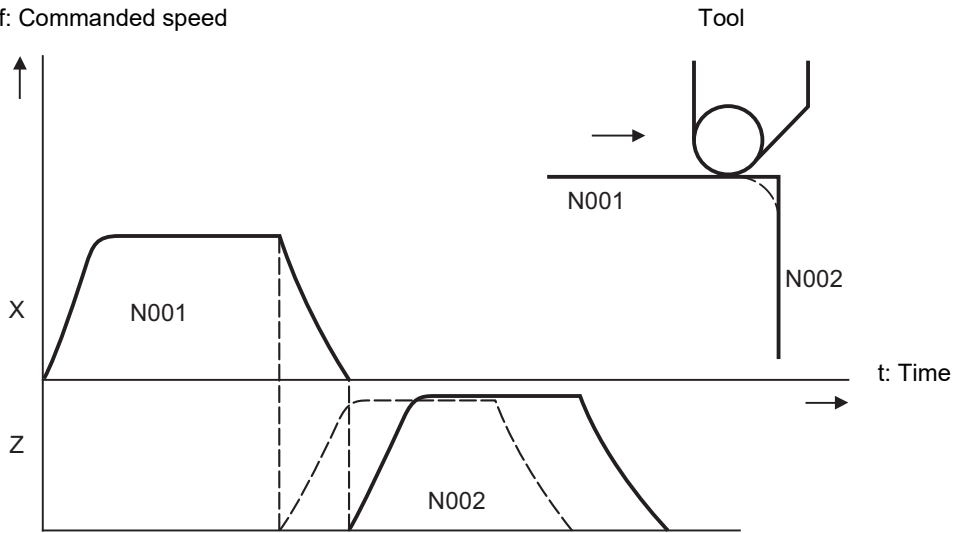 f: Commanded speed
Tool
N001
N002
X
N001
t: Time
Z
N002